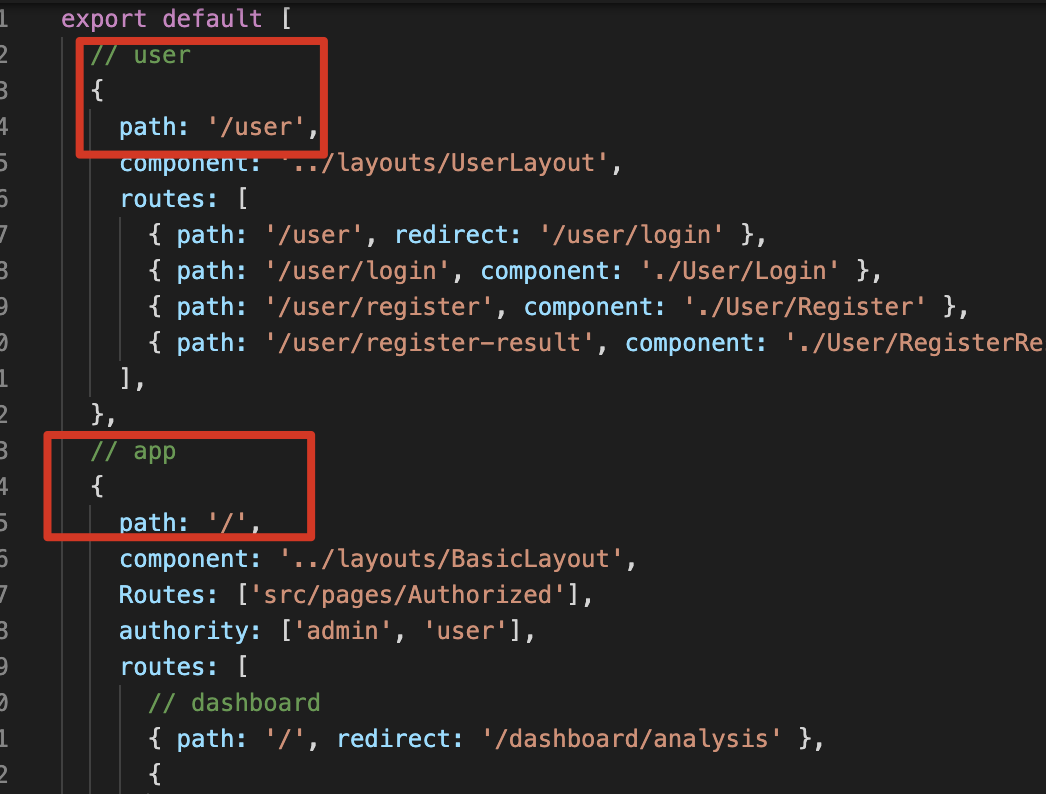 1 export default [
2 // user
3 {
4 path: '/user',
5 component: '../layouts/UserLayout',
6 routes: [
7 { path: '/user', redirect: '/user/login' },
8 { path: '/user/login', component: './User/Login' },
9 { path: '/user/register', component: './User/Register' },
0 { path: '/user/register-result', component: './User/RegisterRe
1 ],
2 },
3 // app
4 {
5 path: '/',
6 component: '../layouts/BasicLayout',
7 Routes: ['src/pages/Authorized'],
8 authority: ['admin', 'user'],
9 routes: [
0 // dashboard
1 { path: '/', redirect: '/dashboard/analysis' },
2 {